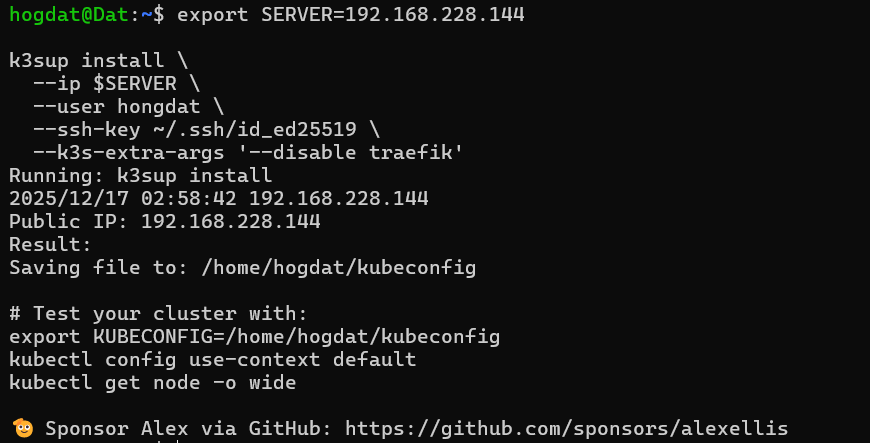 hogdat@Dat:~$ export SERVER=192.168.228.144
k3sup install \
--ip $SERVER \
--user hongdat \
--ssh-key ~/.ssh/id_ed25519 \
--k3s-extra-args '--disable traefik'
Running: k3sup install
2025/12/17 02:58:42 192.168.228.144
Public IP: 192.168.228.144
Result:
Saving file to: /home/hogdat/kubeconfig
# Test your cluster with:
export KUBECONFIG=/home/hogdat/kubeconfig
kubectl config use-context default
kubectl get node -o wide
Sponsor Alex via GitHub: https://github.com/sponsors/alexellis